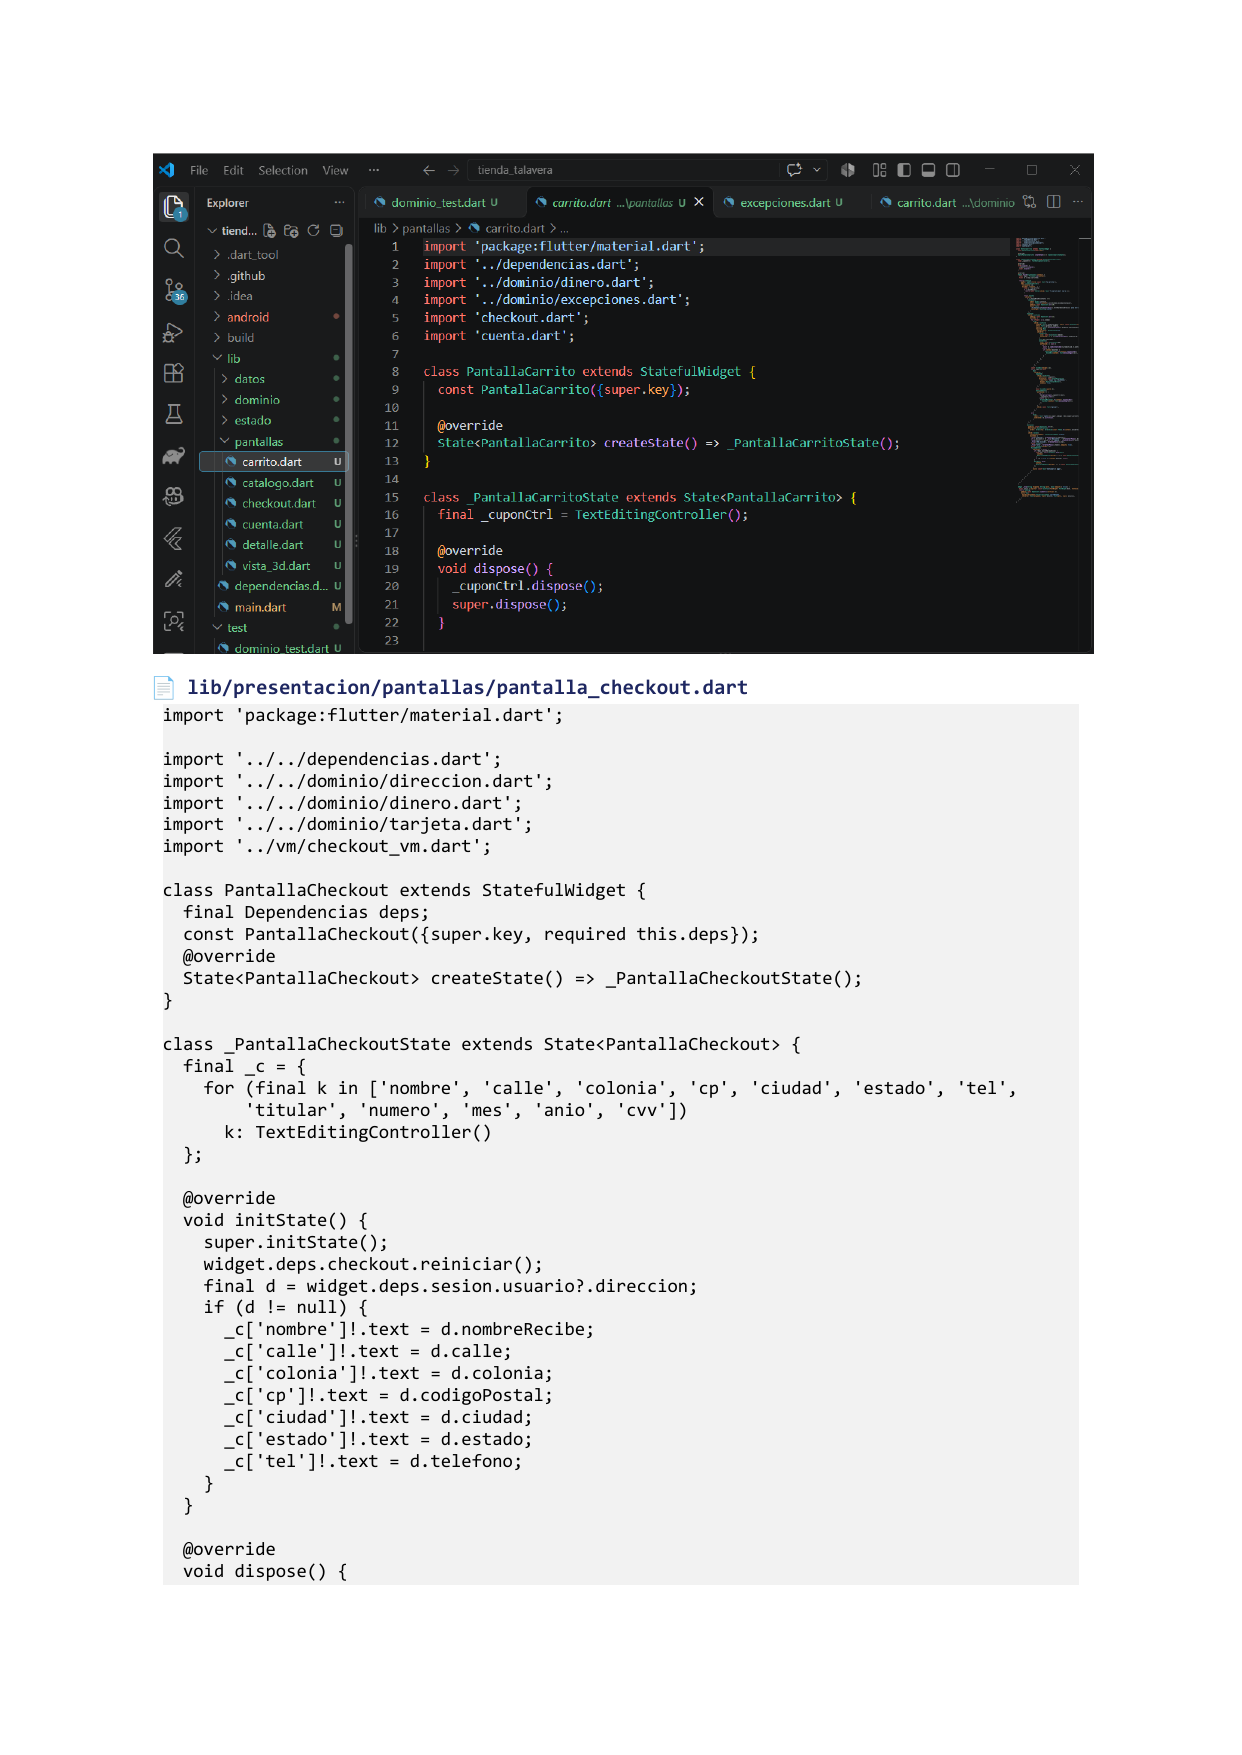 File Edit Selection View ··· tienda_talavera
Explorer ···
dominio_test.dart U carrito.dart ...\pantallas U excepciones.dart U carrito.dart ...\dominio ···
tiend...
lib > pantallas > carrito.dart > ...
.dart_tool
.github
.idea
android
build
lib
datos
dominio
estado
pantallas
carrito.dart U
catalogo.dart U
checkout.dart U
cuenta.dart U
detalle.dart U
vista_3d.dart U
dependencias.d... U
main.dart M
test
dominio_test.dart U
1
36
1 import 'package:flutter/material.dart';
2 import '../dependencias.dart';
3 import '../dominio/dinero.dart';
4 import '../dominio/excepciones.dart';
5 import 'checkout.dart';
6 import 'cuenta.dart';
7
8 class PantallaCarrito extends StatefulWidget {
9 const PantallaCarrito({super.key});
10
11 @override
12 State<PantallaCarrito> createState() => _PantallaCarritoState();
13 }
14
15 class _PantallaCarritoState extends State<PantallaCarrito> {
16 final _cuponCtrl = TextEditingController();
17
18 @override
19 void dispose() {
20 _cuponCtrl.dispose();
21 super.dispose();
22 }
23
lib/presentacion/pantallas/pantalla_checkout.dart
import 'package:flutter/material.dart';
import '../../dependencias.dart';
import '../../dominio/direccion.dart';
import '../../dominio/dinero.dart';
import '../../dominio/tarjeta.dart';
import '../vm/checkout_vm.dart';
class PantallaCheckout extends StatefulWidget {
final Dependencias deps;
const PantallaCheckout({super.key, required this.deps});
@override
State<PantallaCheckout> createState() => _PantallaCheckoutState();
}
class _PantallaCheckoutState extends State<PantallaCheckout> {
final _c = {
for (final k in ['nombre', 'calle', 'colonia', 'cp', 'ciudad', 'estado', 'tel',
'titular', 'numero', 'mes', 'anio', 'cvv'])
k: TextEditingController()
};
@override
void initState() {
super.initState();
widget.deps.checkout.reiniciar();
final d = widget.deps.sesion.usuario?.direccion;
if (d != null) {
_c['nombre']!.text = d.nombreRecibe;
_c['calle']!.text = d.calle;
_c['colonia']!.text = d.colonia;
_c['cp']!.text = d.codigoPostal;
_c['ciudad']!.text = d.ciudad;
_c['estado']!.text = d.estado;
_c['tel']!.text = d.telefono;
}
}
@override
void dispose() {